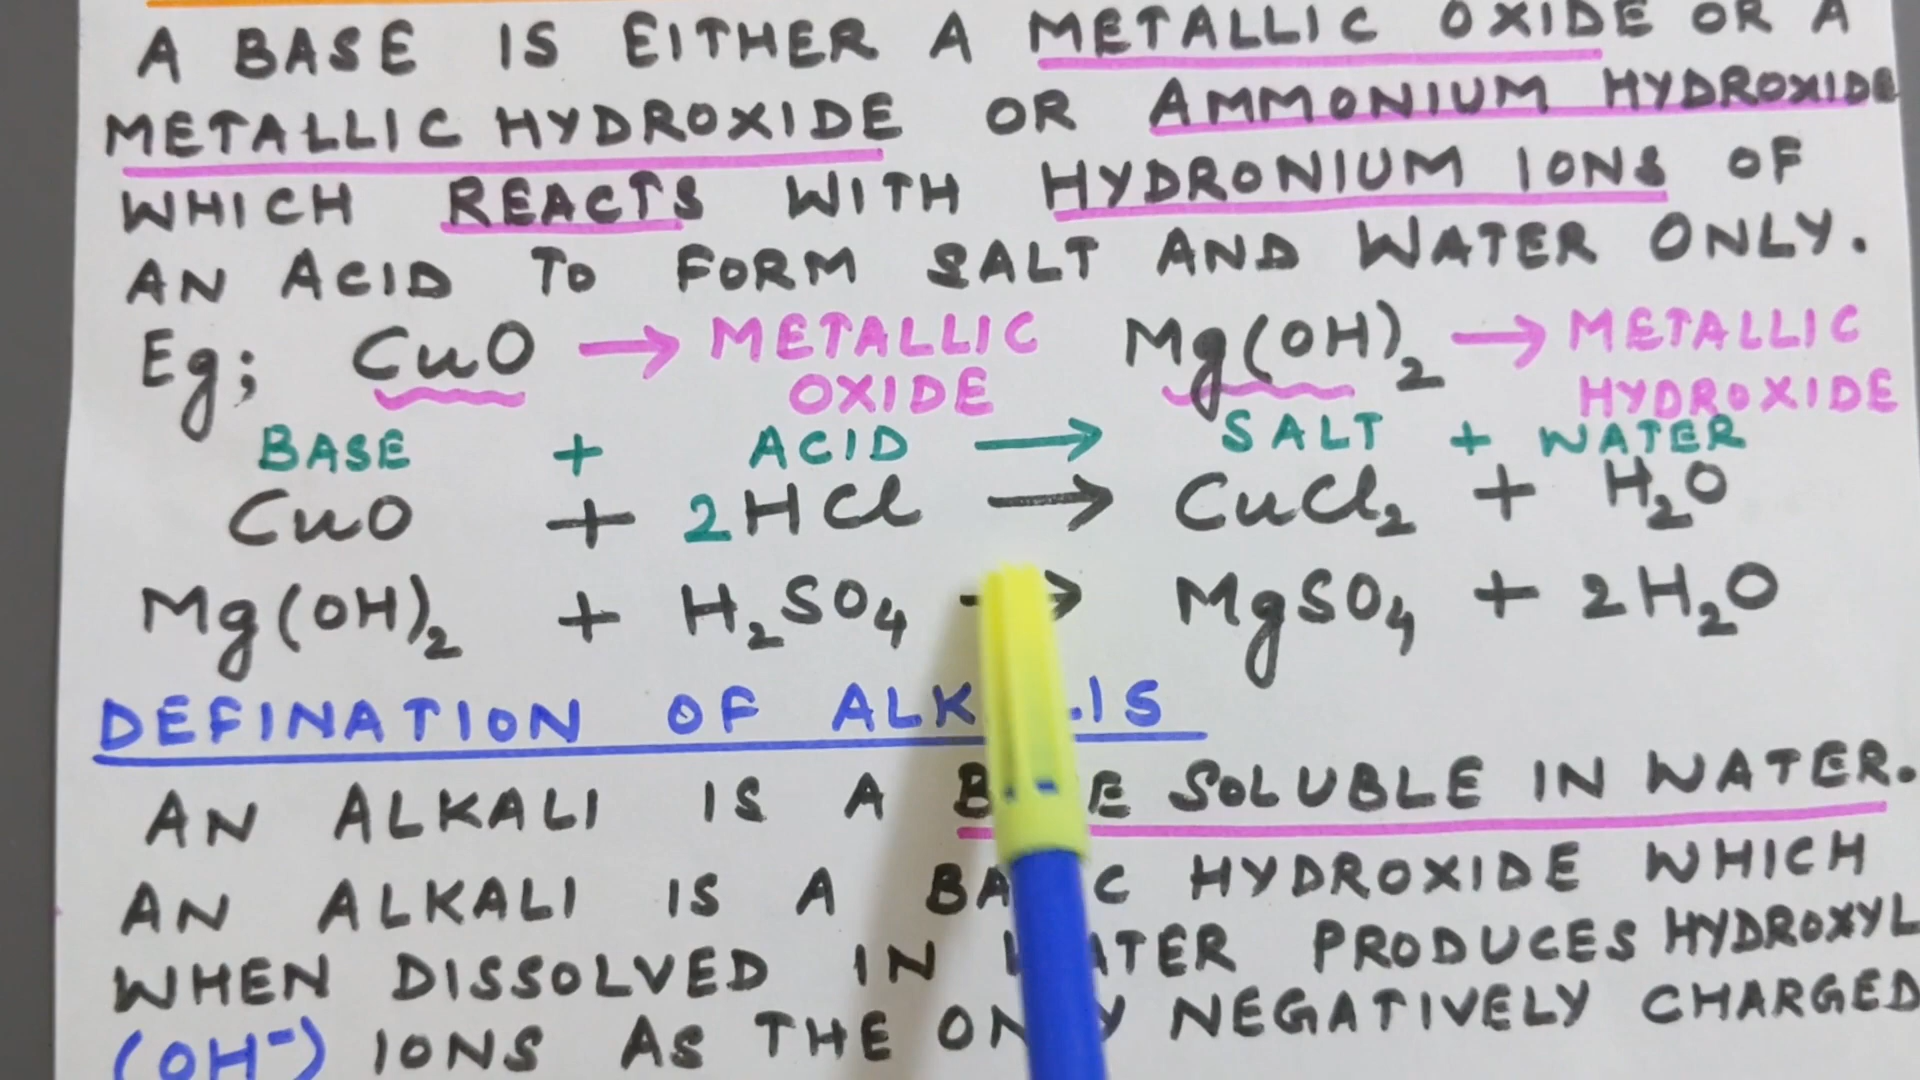 A BASE IS EITHER A METALLIC OXIDE OR A
METALLIC HYDROXIDE OR AMMONIUM HYDROXIDE
WHICH REACTS WITH HYDRONIUM IONS OF
AN ACID TO FORM SALT AND WATER ONLY.
Eg; CuO → METALLIC OXIDE Mg(OH)₂ → METALLIC HYDROXIDE
BASE + ACID → SALT + WATER
CuO + 2HCl → CuCl₂ + H₂O
Mg(OH)₂ + H₂SO₄ → MgSO₄ + 2H₂O
DEFINATION OF
AN ALKALI IS A SOLUBLE IN WATER.
AN ALKALI IS A HYDROXIDE WHICH
WHEN DISSOLVED IN PRODUCES HYDROXYL
(OH⁻) IONS AS THE NEGATIVELY CHARGED